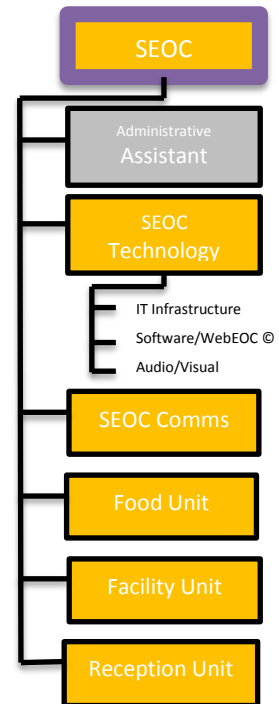 SEOC
Administrative
Assistant
SEOC
Technology
IT Infrastructure
Software/WebEOC ©
Audio/Visual
SEOC Comms
Food Unit
Facility Unit
Reception Unit